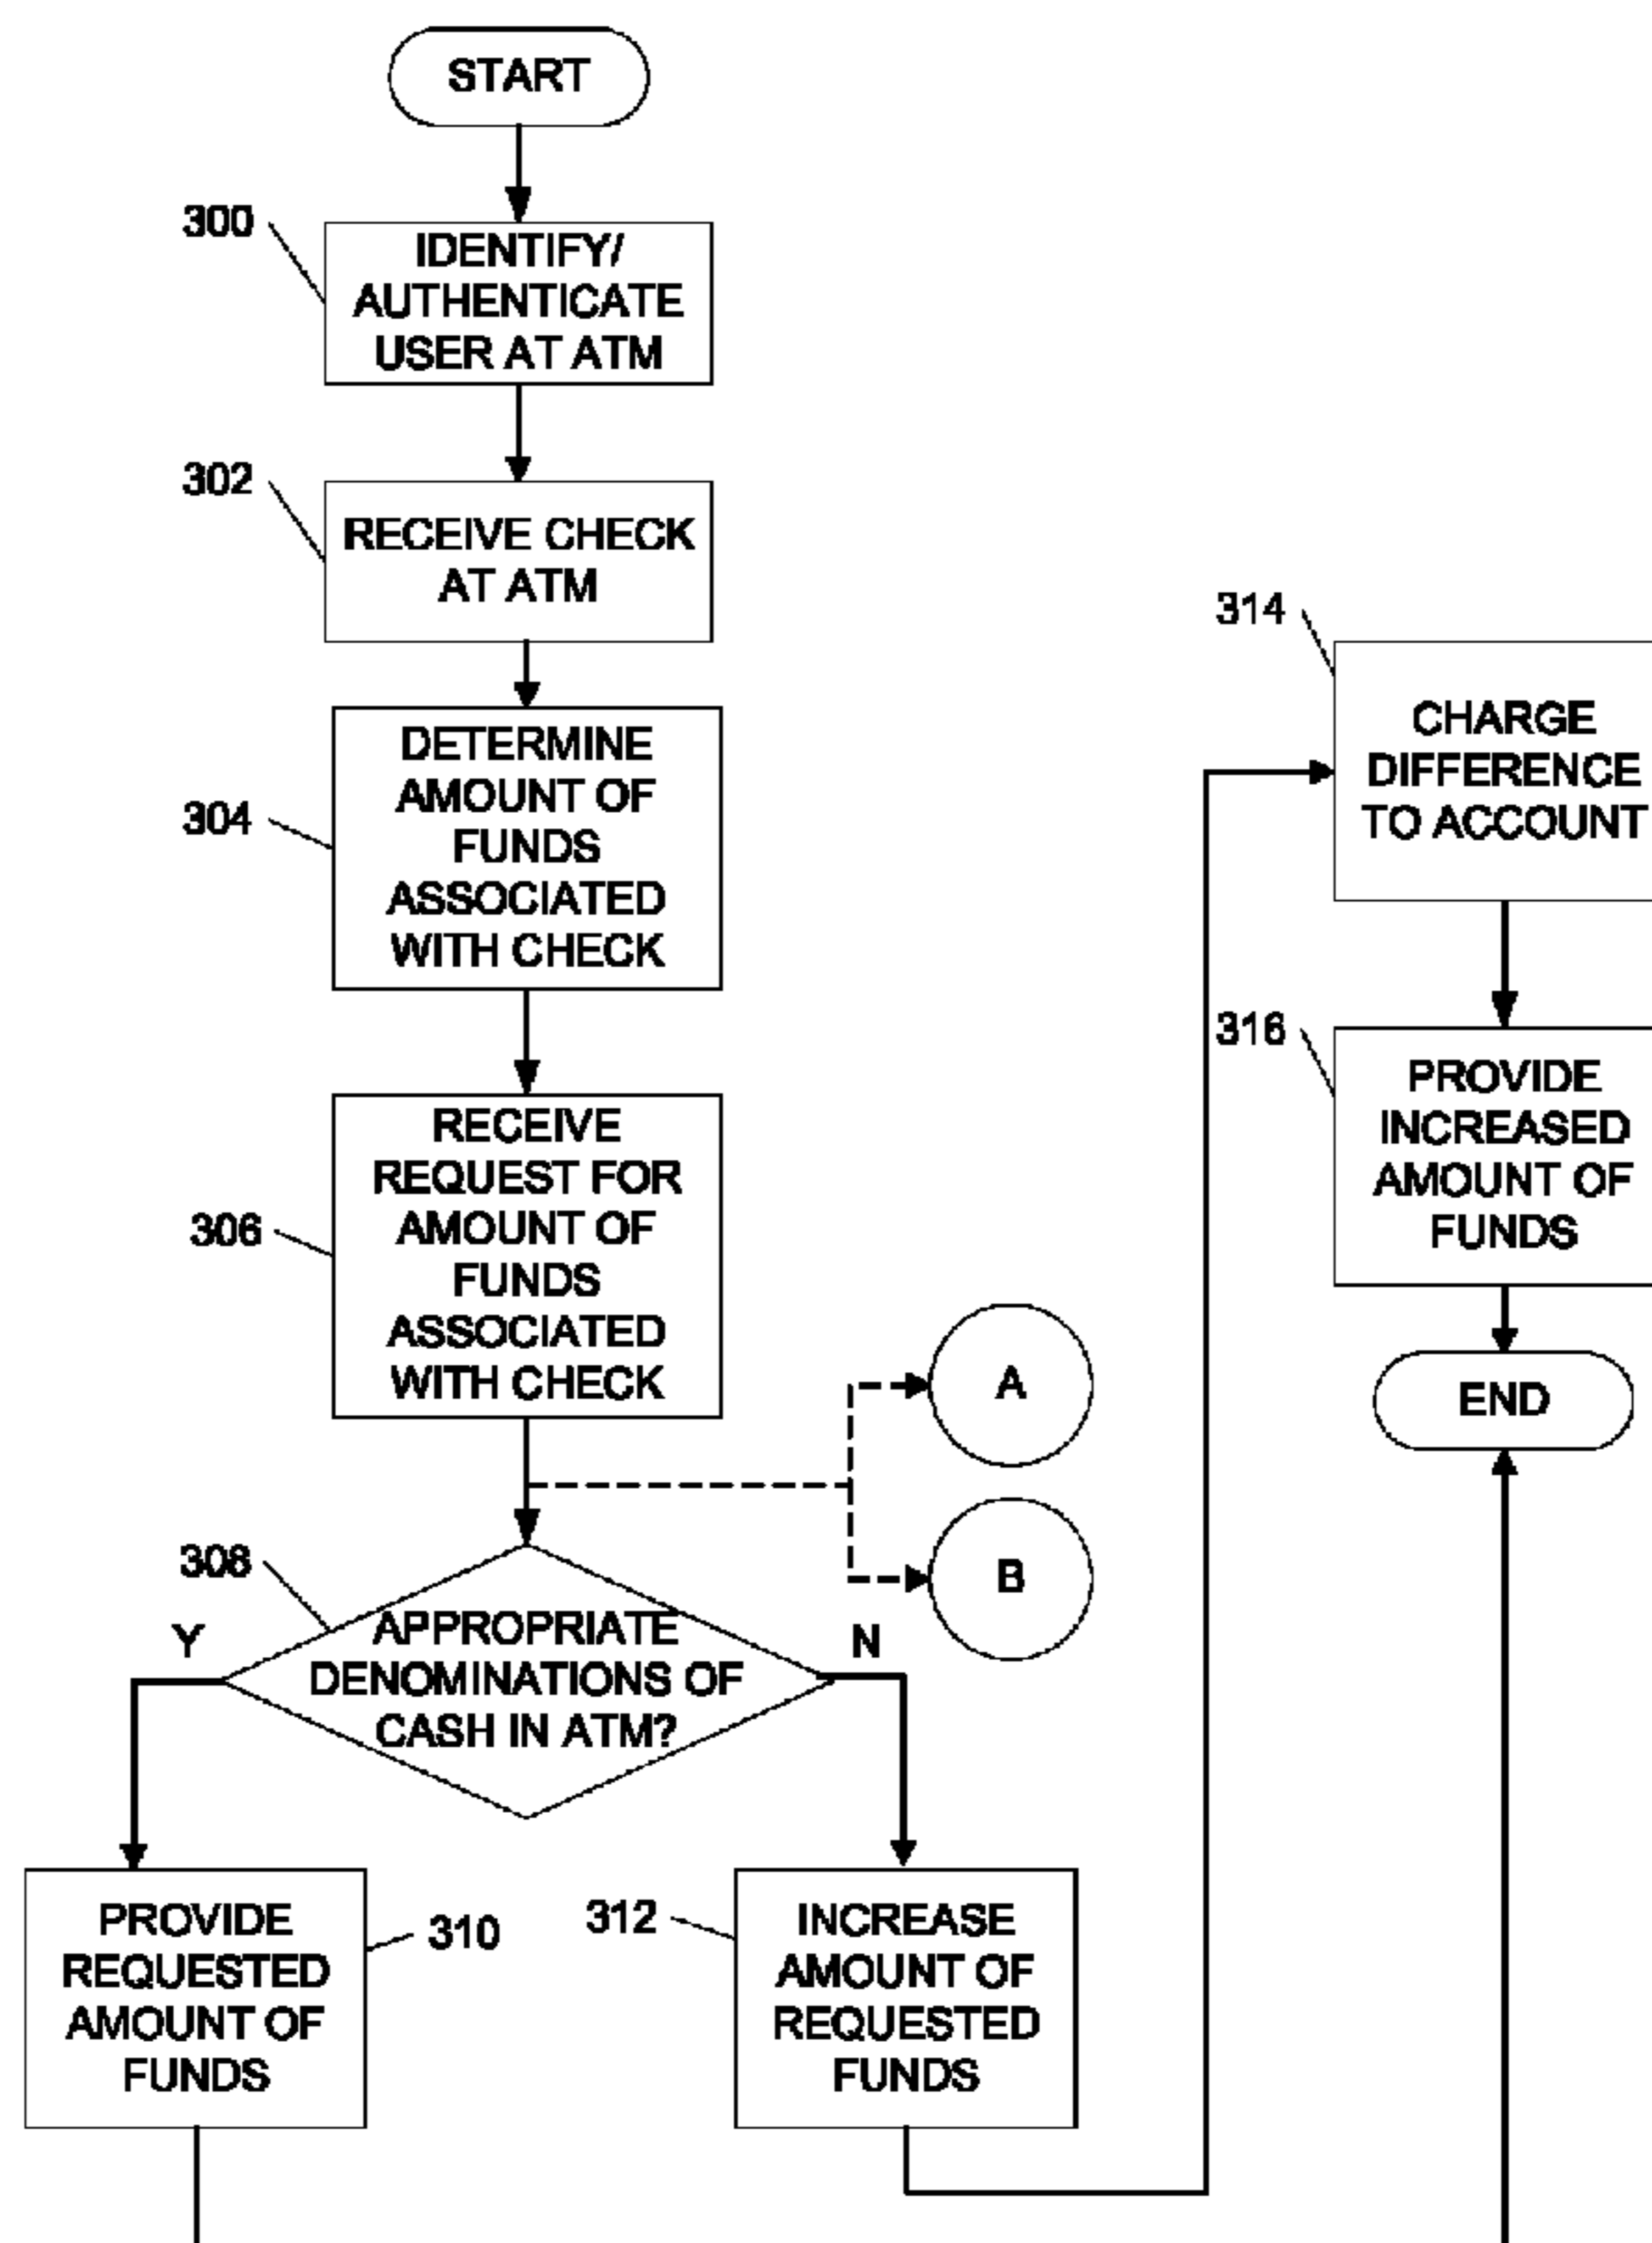 START
300
IDENTIFY/
AUTHENTICATE
USER AT ATM
302
RECEIVE CHECK
AT ATM
304
DETERMINE
AMOUNT OF
FUNDS
ASSOCIATED
WITH CHECK
306
RECEIVE
REQUEST FOR
AMOUNT OF
FUNDS
ASSOCIATED
WITH CHECK
A
B
308
Y
APPROPRIATE
DENOMINATIONS OF
CASH IN ATM?
N
PROVIDE
REQUESTED
AMOUNT OF
FUNDS
310
312
INCREASE
AMOUNT OF
REQUESTED
FUNDS
314
CHARGE
DIFFERENCE
TO ACCOUNT
316
PROVIDE
INCREASED
AMOUNT OF
FUNDS
END